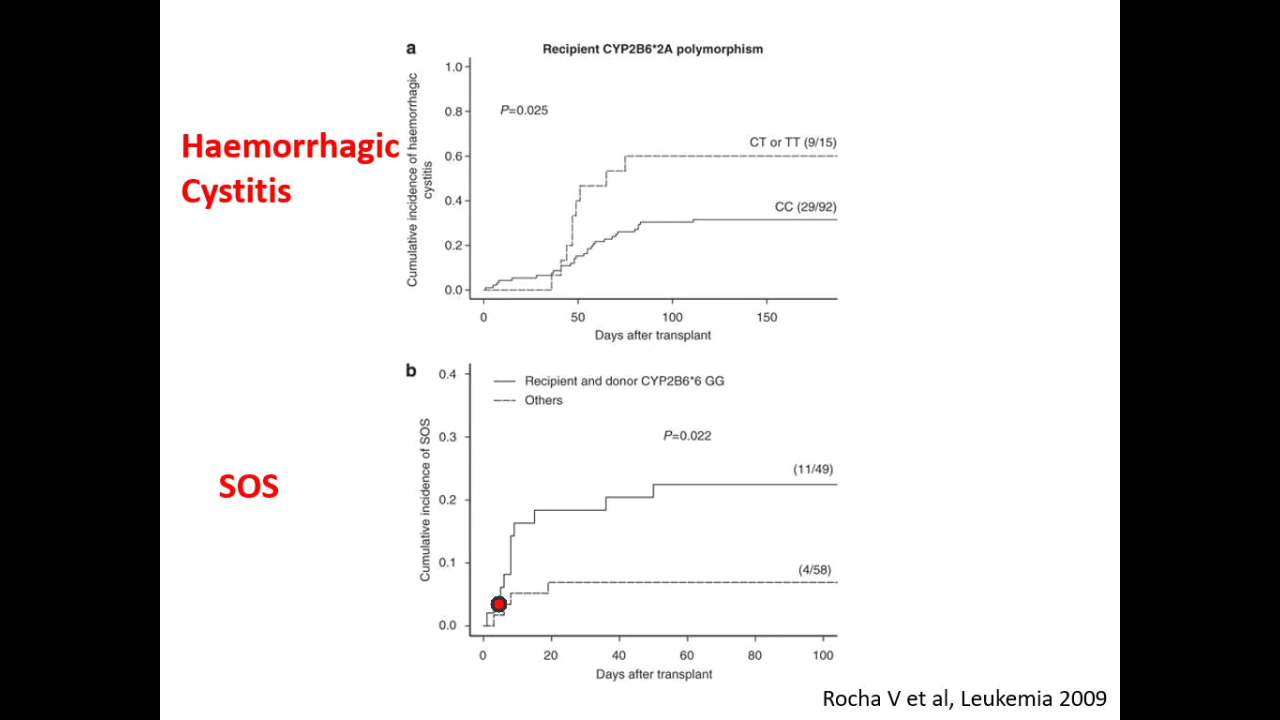 a
Recipient CYP2B6*2A polymorphism
Haemorrhagic
Cystitis
Cumulative incidence of haemorrhagic
cystitis
1.0
0.8
0.6
0.4
0.2
0.0
P=0.025
CT or TT (9/15)
CC (29/92)
0 50 100 150
Days after transplant
b
SOS
Cumulative incidence of SOS
0.4
0.3
0.2
0.1
0.0
Recipient and donor CYP2B6*6 GG
Others
P=0.022
(11/49)
(4/58)
0 20 40 60 80 100
Days after transplant
Rocha V et al, Leukemia 2009